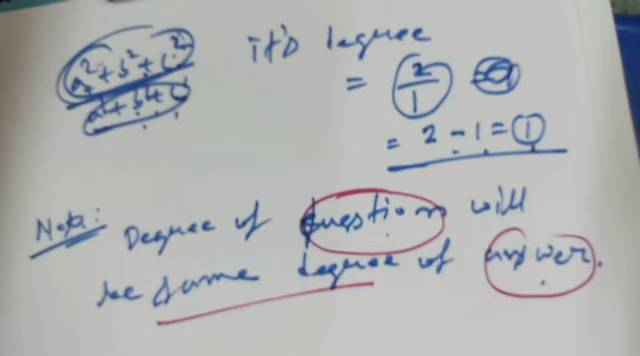 a² + b² + c² it's degree
a + b + c = 2/1
= 2 - 1 = 1
Note: Degree of question will
be same degree of answer.